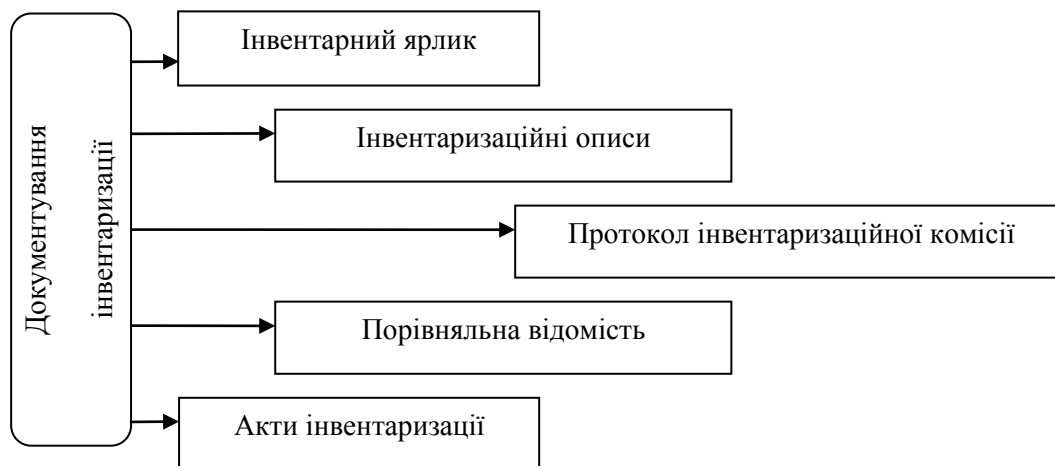 Документування
інвентаризації
Інвентарний ярлик
Інвентаризаційні описи
Протокол інвентаризаційної комісії
Порівняльна відомість
Акти інвентаризації